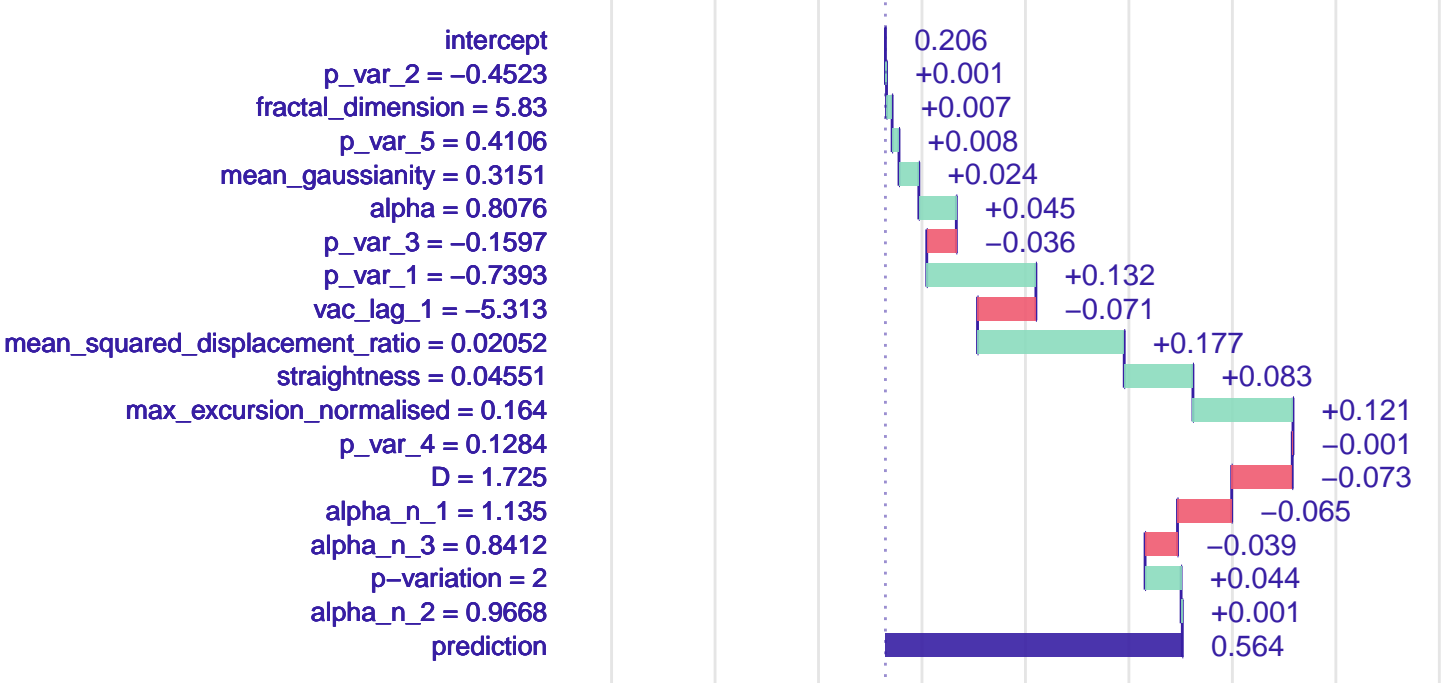 intercept 0.206
p_var_2 = −0.4523 +0.001
fractal_dimension = 5.83 +0.007
p_var_5 = 0.4106 +0.008
mean_gaussianity = 0.3151 +0.024
alpha = 0.8076 +0.045
p_var_3 = −0.1597 −0.036
p_var_1 = −0.7393 +0.132
vac_lag_1 = −5.313 −0.071
mean_squared_displacement_ratio = 0.02052 +0.177
straightness = 0.04551 +0.083
max_excursion_normalised = 0.164 +0.121
p_var_4 = 0.1284 −0.001
D = 1.725 −0.073
alpha_n_1 = 1.135 −0.065
alpha_n_3 = 0.8412 −0.039
p−variation = 2 +0.044
alpha_n_2 = 0.9668 +0.001
prediction 0.564